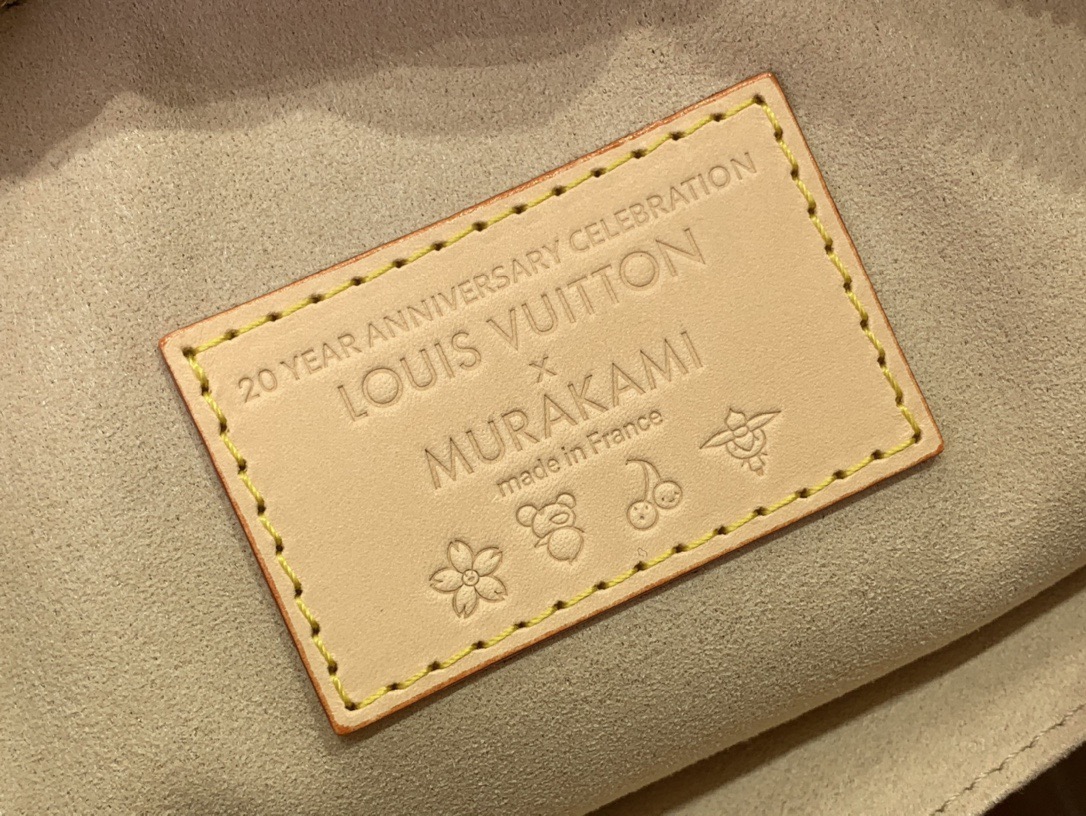 20 YEAR ANNIVERSARY CELEBRATION
LOUIS VUITTON
x
MURAKAMI
made in France